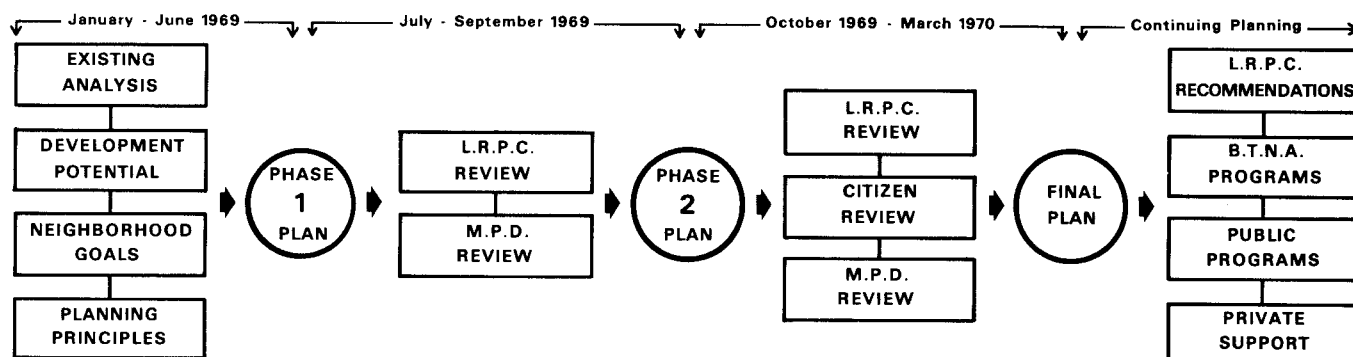 January - June 1969
July - September 1969
October 1969 - March 1970
Continuing Planning
EXISTING
ANALYSIS
DEVELOPMENT
POTENTIAL
NEIGHBORHOOD
GOALS
PLANNING
PRINCIPLES
PHASE
1
PLAN
L.R.P.C.
REVIEW
M.P.D.
REVIEW
PHASE
2
PLAN
L.R.P.C.
REVIEW
CITIZEN
REVIEW
M.P.D.
REVIEW
FINAL
PLAN
L.R.P.C.
RECOMMENDATIONS
B.T.N.A.
PROGRAMS
PUBLIC
PROGRAMS
PRIVATE
SUPPORT